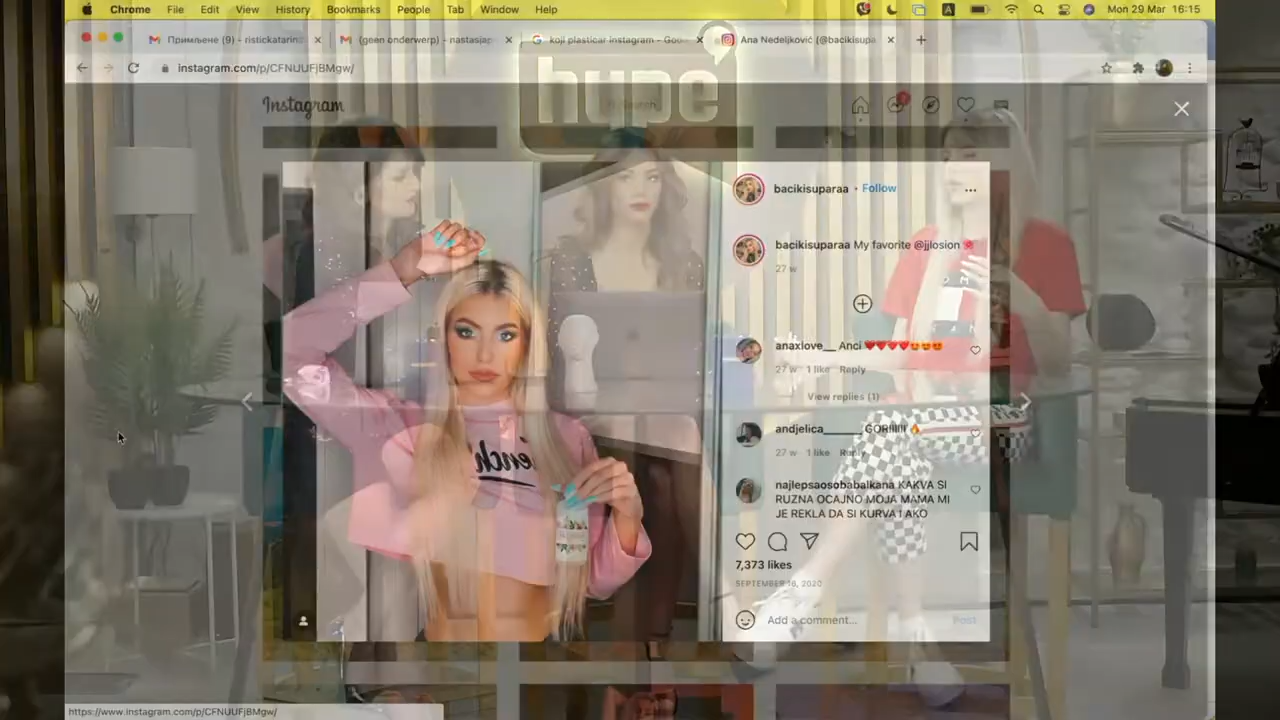 Chrome File Edit View History Bookmarks People Tab Window Help Mon 29 Mar 16:15
Примљене (9) - ristickatarin
(geen onderwerp) - nastasja
koji plasticar instagram - Goo
Ana Nedeljković (@bacikisupa
instagram.com/p/CFNUUFjBMgw/
hype
Instagram
bacikisuparaa • Follow
bacikisuparaa My favorite @jjlosion 🌺
27 w
anaxlove__ Anci ❤️❤️❤️❤️😍😍😍
27 w 1 like Reply
View replies (1)
GORIIIII 🔥
27 w 1 like Reply
najlepsaosobabalkana KAKVA SI
RUZNA OCAJNO MOJA MAMA MI
JE REKLA DA SI KURVA I AKO
7,373 likes
SEPTEMBER 16, 2020
Add a comment...
Post
https://www.instagram.com/p/CFNUUFjBMgw/